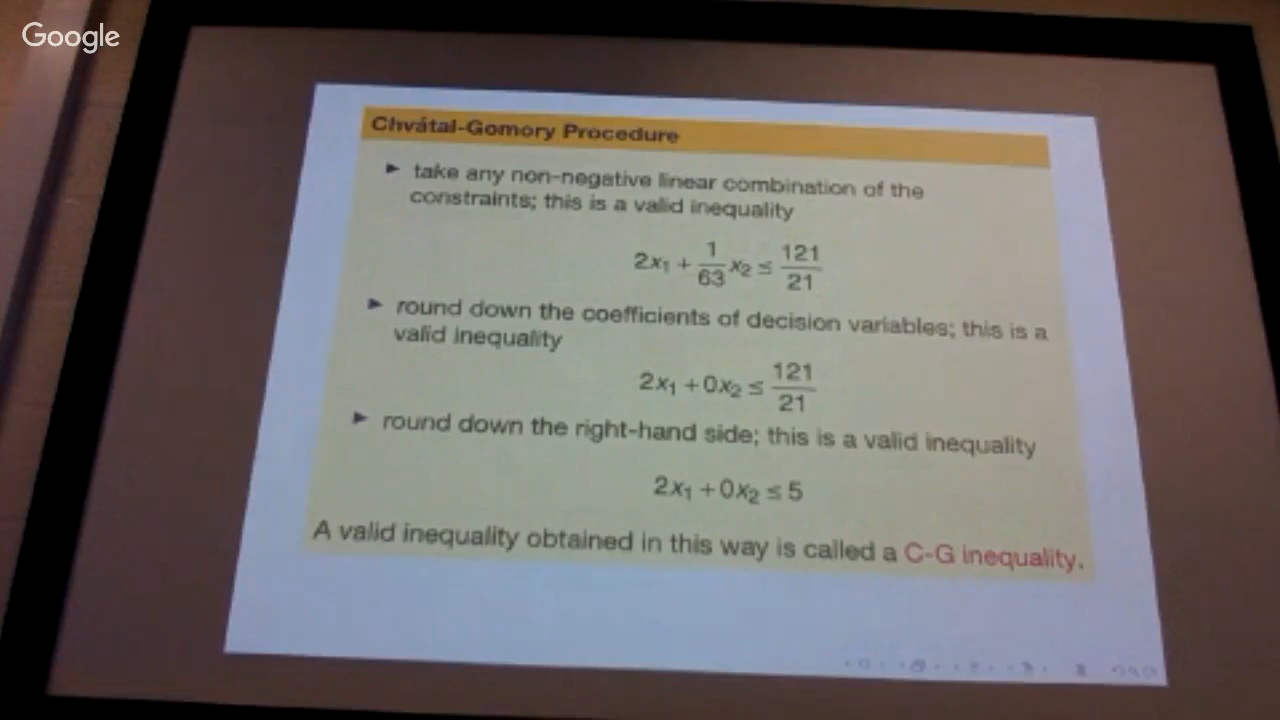 Google
Chvátal-Gomory Procedure
► take any non-negative linear combination of the
constraints; this is a valid inequality
2x₁ + 1/63 x₂ ≤ 121/21
► round down the coefficients of decision variables; this is a
valid inequality
2x₁ + 0x₂ ≤ 121/21
► round down the right-hand side; this is a valid inequality
2x₁ + 0x₂ ≤ 5
A valid inequality obtained in this way is called a C-G inequality.